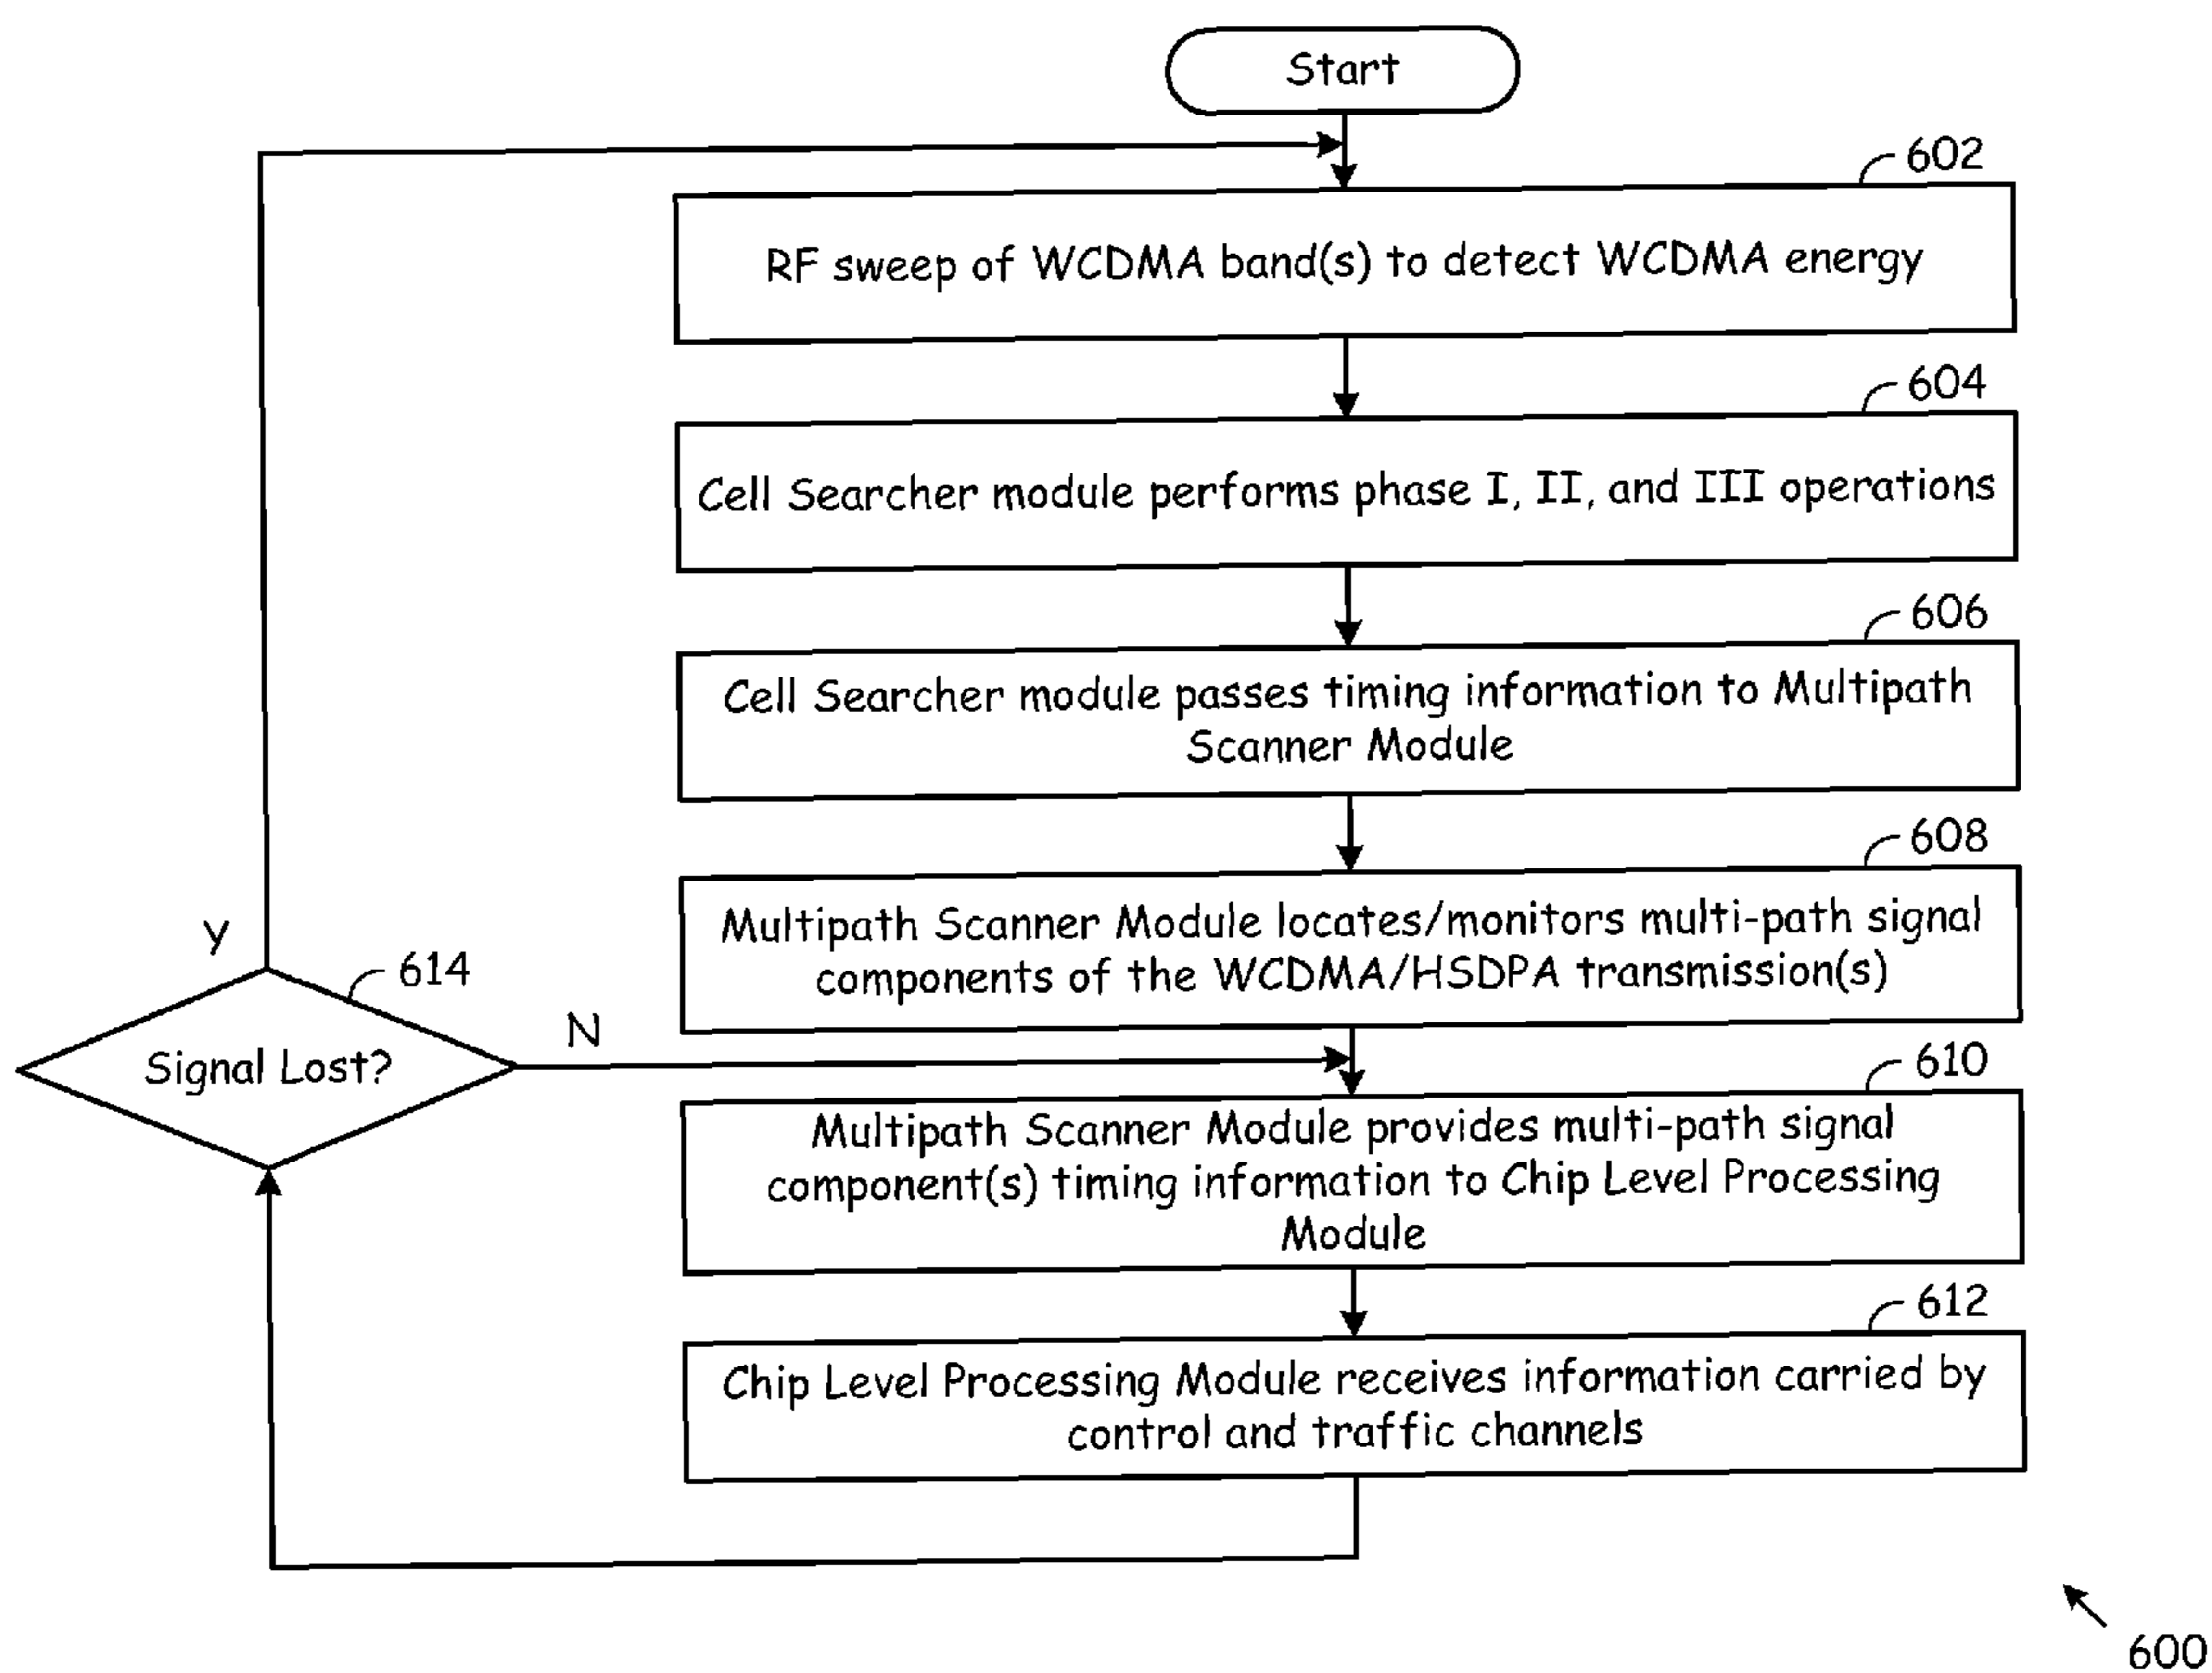 Start
602
RF sweep of WCDMA band(s) to detect WCDMA energy
604
Cell Searcher module performs phase I, II, and III operations
606
Cell Searcher module passes timing information to Multipath
Scanner Module
608
Multipath Scanner Module locates/monitors multi-path signal
components of the WCDMA/HSDPA transmission(s)
Y
614
Signal Lost?
N
610
Multipath Scanner Module provides multi-path signal
component(s) timing information to Chip Level Processing
Module
612
Chip Level Processing Module receives information carried by
control and traffic channels
600